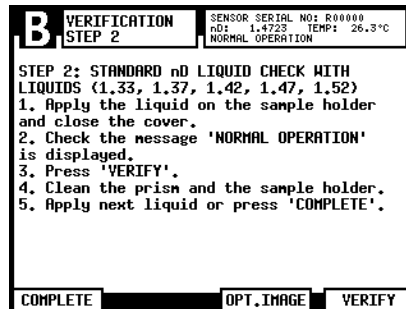 B
VERIFICATION
STEP 2
SENSOR SERIAL NO: R00000
nD: 1.4723 TEMP: 26.3°C
NORMAL OPERATION
STEP 2: STANDARD nD LIQUID CHECK WITH
LIQUIDS (1.33, 1.37, 1.42, 1.47, 1.52)
1. Apply the liquid on the sample holder
and close the cover.
2. Check the message 'NORMAL OPERATION'
is displayed.
3. Press 'VERIFY'.
4. Clean the prism and the sample holder.
5. Apply next liquid or press 'COMPLETE'.
COMPLETE OPT.IMAGE VERIFY